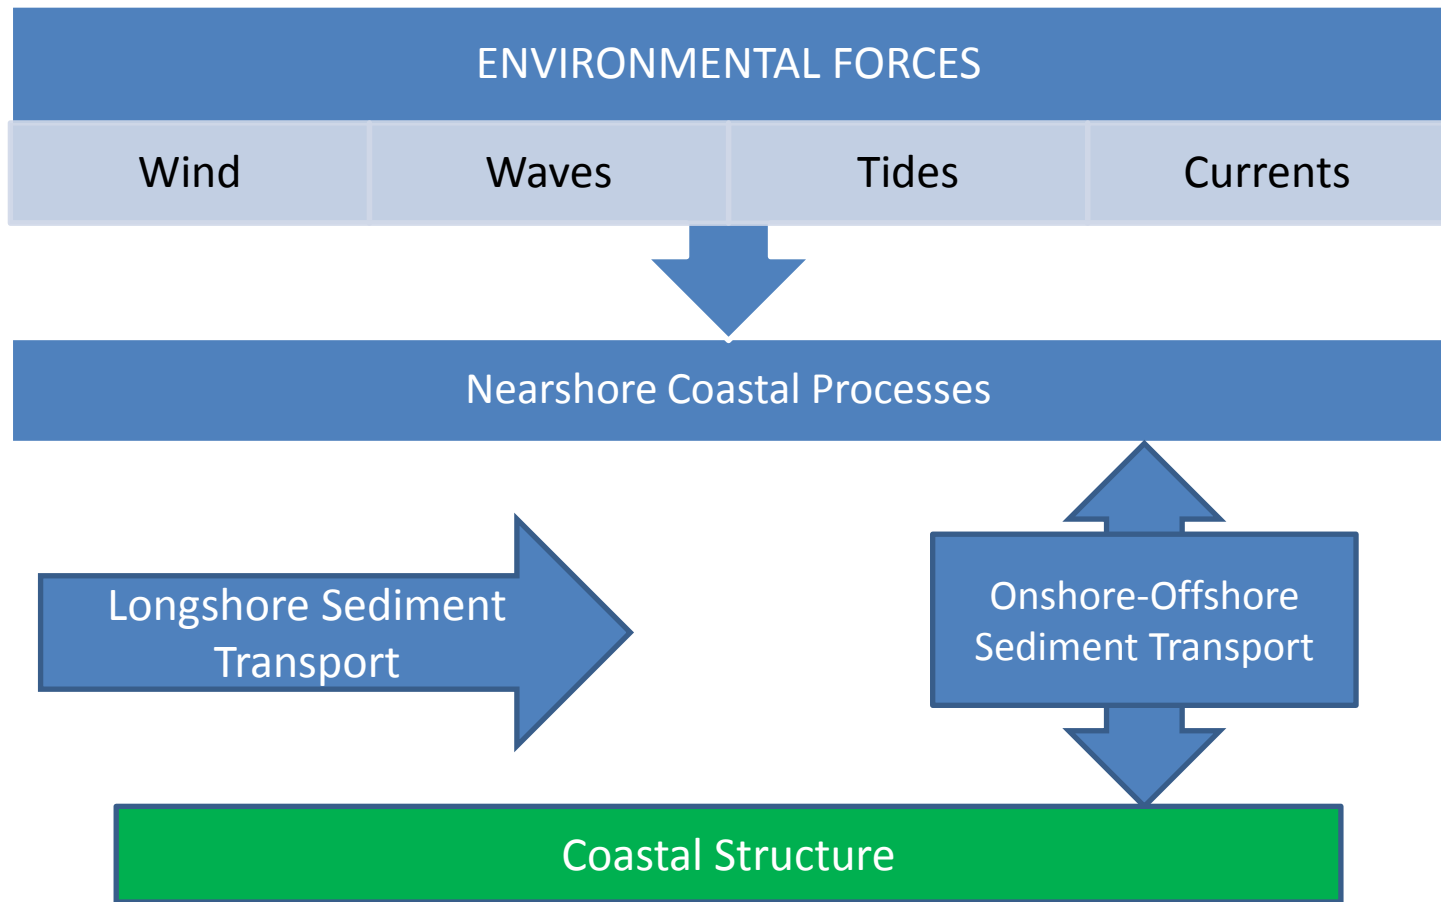 ENVIRONMENTAL FORCES
Wind
Waves
Tides
Currents
Nearshore Coastal Processes
Longshore Sediment
Transport
Onshore-Offshore
Sediment Transport
Coastal Structure